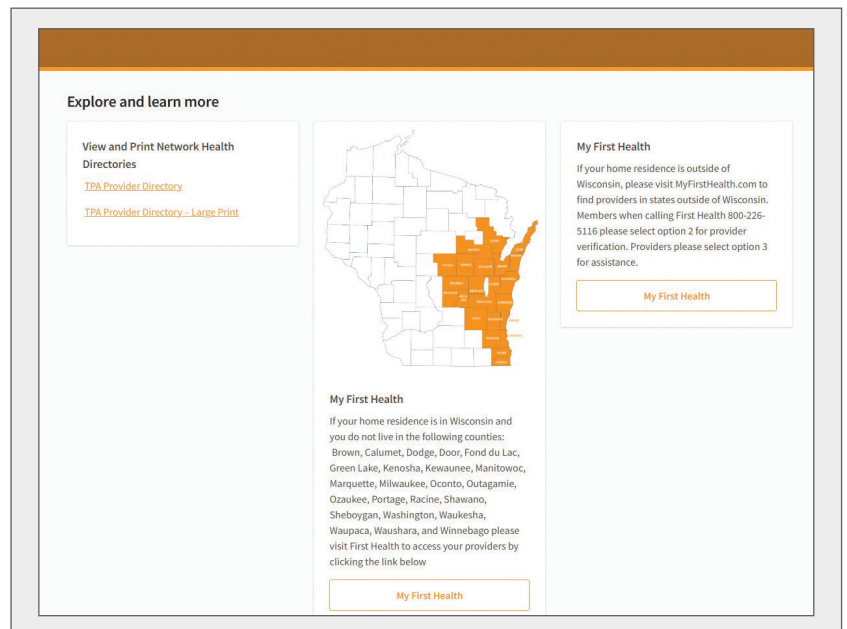 Explore and learn more
View and Print Network Health
Directories
TPA Provider Directory
TPA Provider Directory – Large Print
My First Health
If your home residence is in Wisconsin and
you do not live in the following counties:
Brown, Calumet, Dodge, Door, Fond du Lac,
Green Lake, Kenosha, Kewaunee, Manitowoc,
Marquette, Milwaukee, Oconto, Outagamie,
Ozaukee, Portage, Racine, Shawano,
Sheboygan, Washington, Waukesha,
Waupaca, Waushara, and Winnebago please
visit First Health to access your providers by
clicking the link below
My First Health
My First Health
If your home residence is outside of
Wisconsin, please visit MyFirstHealth.com to
find providers in states outside of Wisconsin.
Members when calling First Health 800-226-
5116 please select option 2 for provider
verification. Providers please select option 3
for assistance.
My First Health